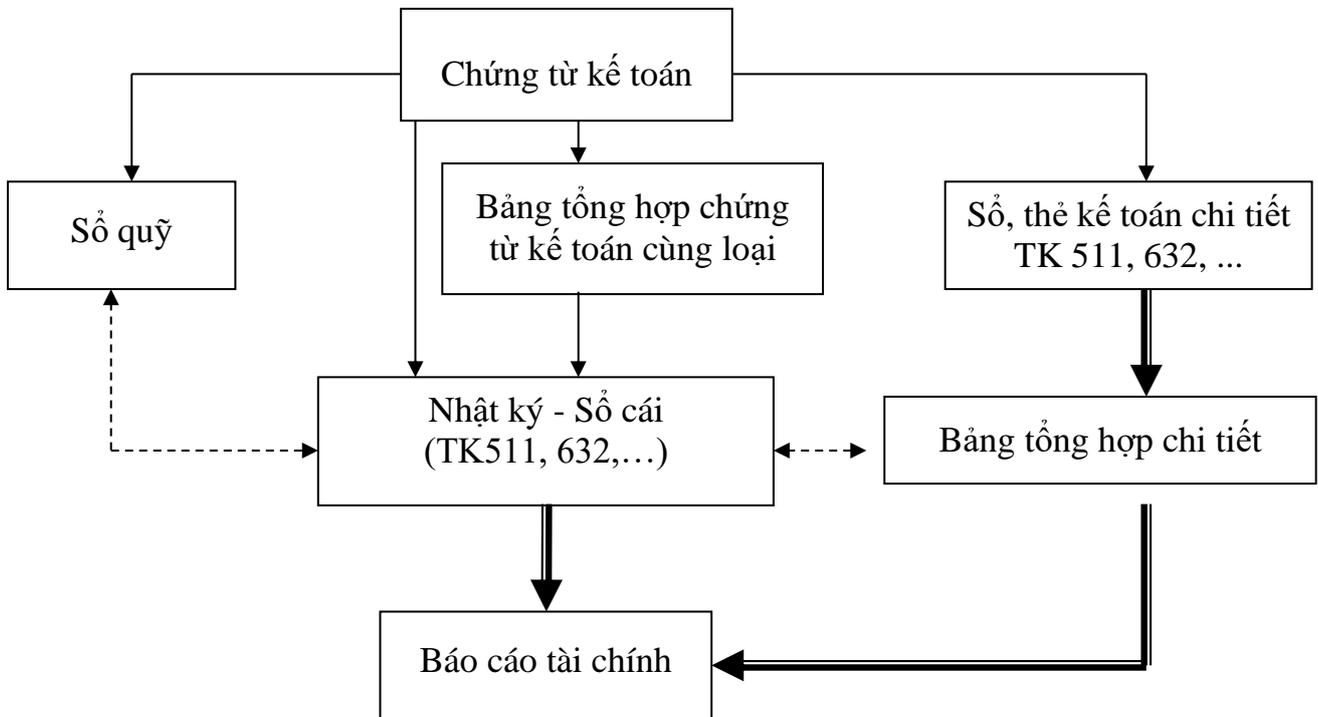 Chứng từ kế toán
Sổ quỹ
Bảng tổng hợp chứng
từ kế toán cùng loại
Sổ, thẻ kế toán chi tiết
TK 511, 632, ...
Nhật ký - Sổ cái
(TK511, 632,…)
Bảng tổng hợp chi tiết
Báo cáo tài chính